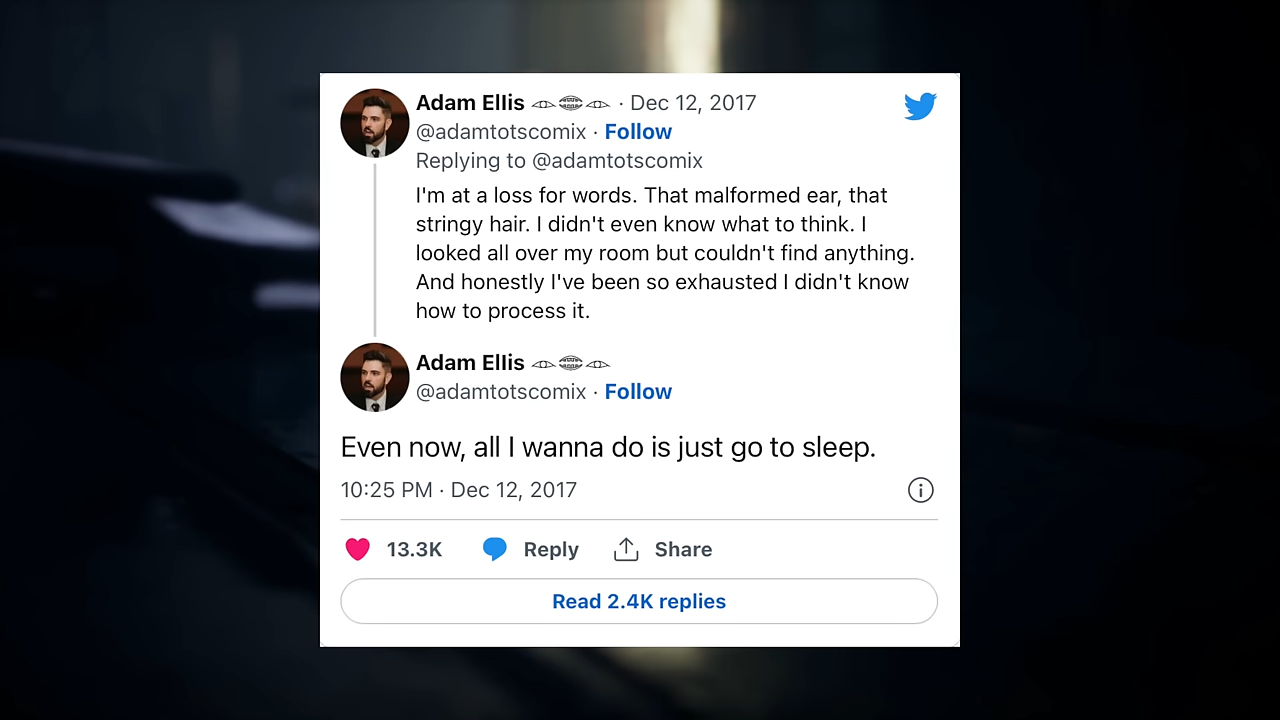 Adam Ellis · Dec 12, 2017
@adamtotscomix · Follow
Replying to @adamtotscomix
I'm at a loss for words. That malformed ear, that
stringy hair. I didn't even know what to think. I
looked all over my room but couldn't find anything.
And honestly I've been so exhausted I didn't know
how to process it.
Adam Ellis
@adamtotscomix · Follow
Even now, all I wanna do is just go to sleep.
10:25 PM · Dec 12, 2017
13.3K Reply Share
Read 2.4K replies